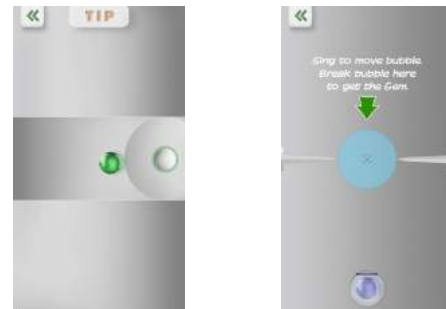 TIP
Sing to move bubble.
Break bubble here
to get the Gem.